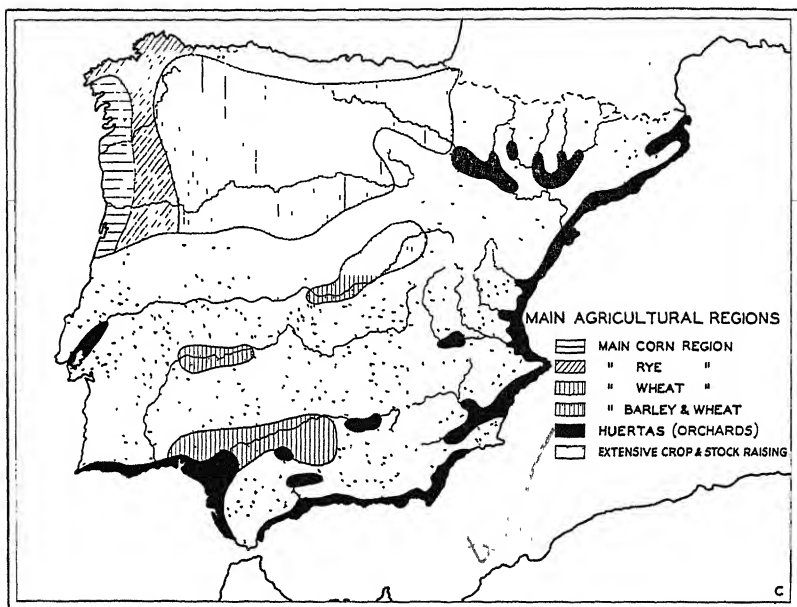 MAIN AGRICULTURAL REGIONS
MAIN CORN REGION
" RYE "
" WHEAT "
" BARLEY & WHEAT
HUERTAS (ORCHARDS)
EXTENSIVE CROP & STOCK RAISING
C